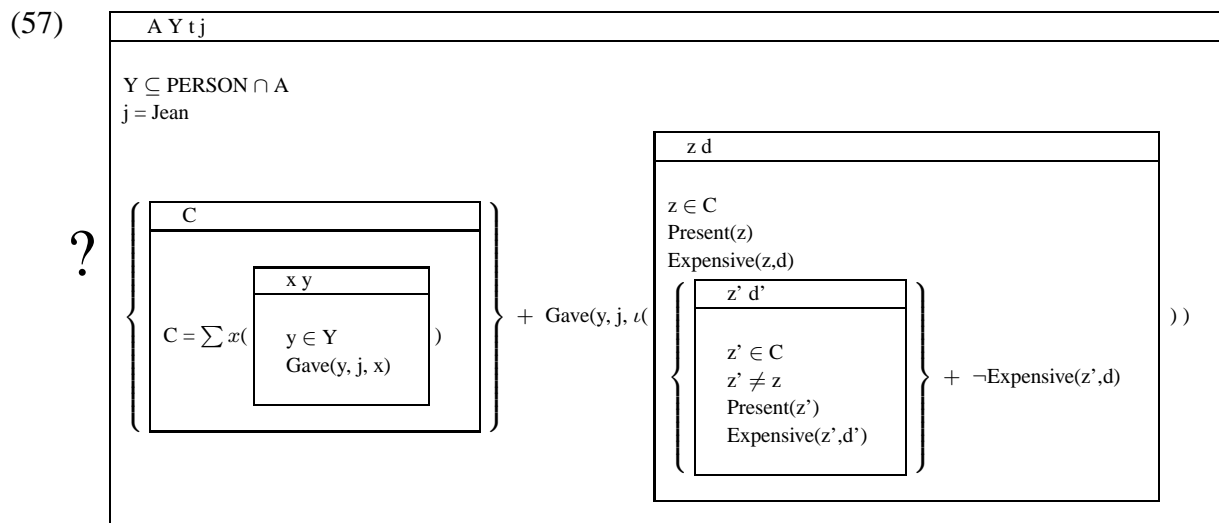 (57)
A Y t j
Y ⊆ PERSON ∩ A
j = Jean
?
{ C
C = ∑ x(
x y
y ∈ Y
Gave(y, j, x)
) } + Gave(y, j, ι(
z d
z ∈ C
Present(z)
Expensive(z,d)
{ z’ d’
z’ ∈ C
z’ ≠ z
Present(z’)
Expensive(z’,d’)
} + ¬Expensive(z’,d)
) )